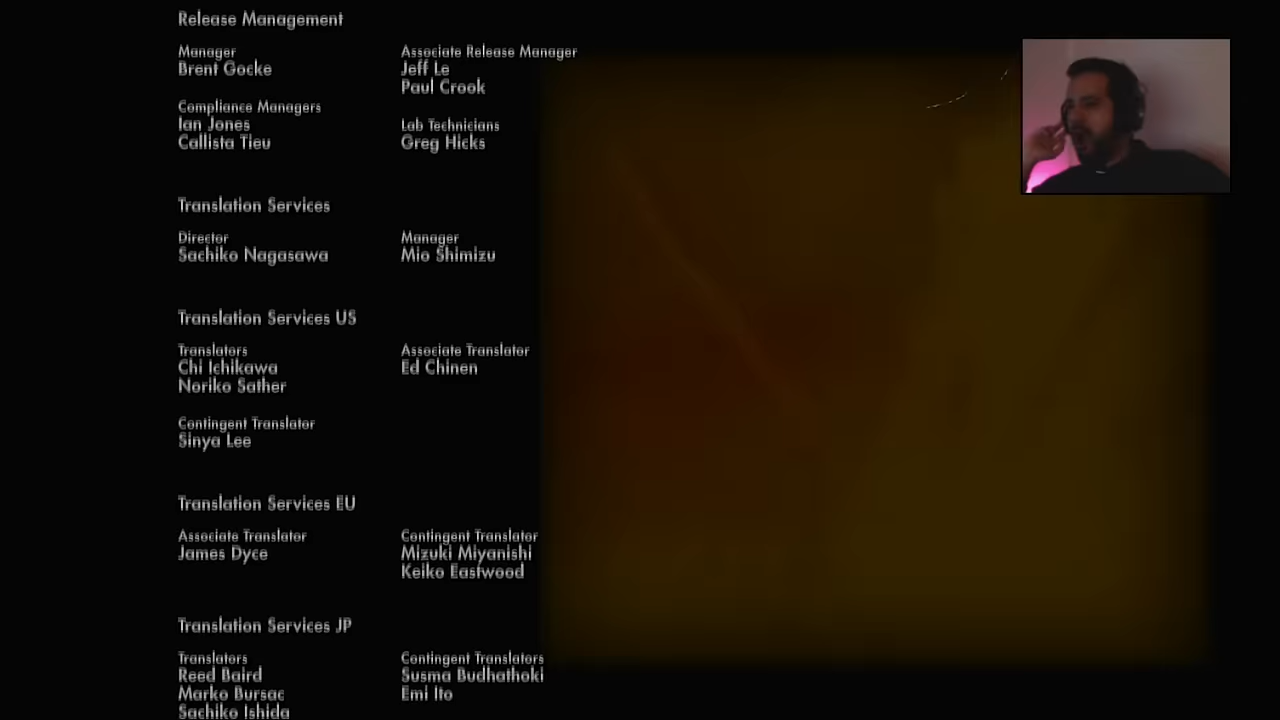 Release Management
Manager
Brent Gocke
Associate Release Manager
Jeff Le
Paul Crook
Compliance Managers
Ian Jones
Callista Tieu
Lab Technicians
Greg Hicks
Translation Services
Director
Sachiko Nagasawa
Manager
Mio Shimizu
Translation Services US
Translators
Chi Ichikawa
Noriko Sather
Associate Translator
Ed Chinen
Contingent Translator
Sinya Lee
Translation Services EU
Associate Translator
James Dyce
Contingent Translator
Mizuki Miyanishi
Keiko Eastwood
Translation Services JP
Translators
Reed Baird
Marko Bursac
Sachiko Ishida
Contingent Translators
Susma Budhathoki
Emi Ito